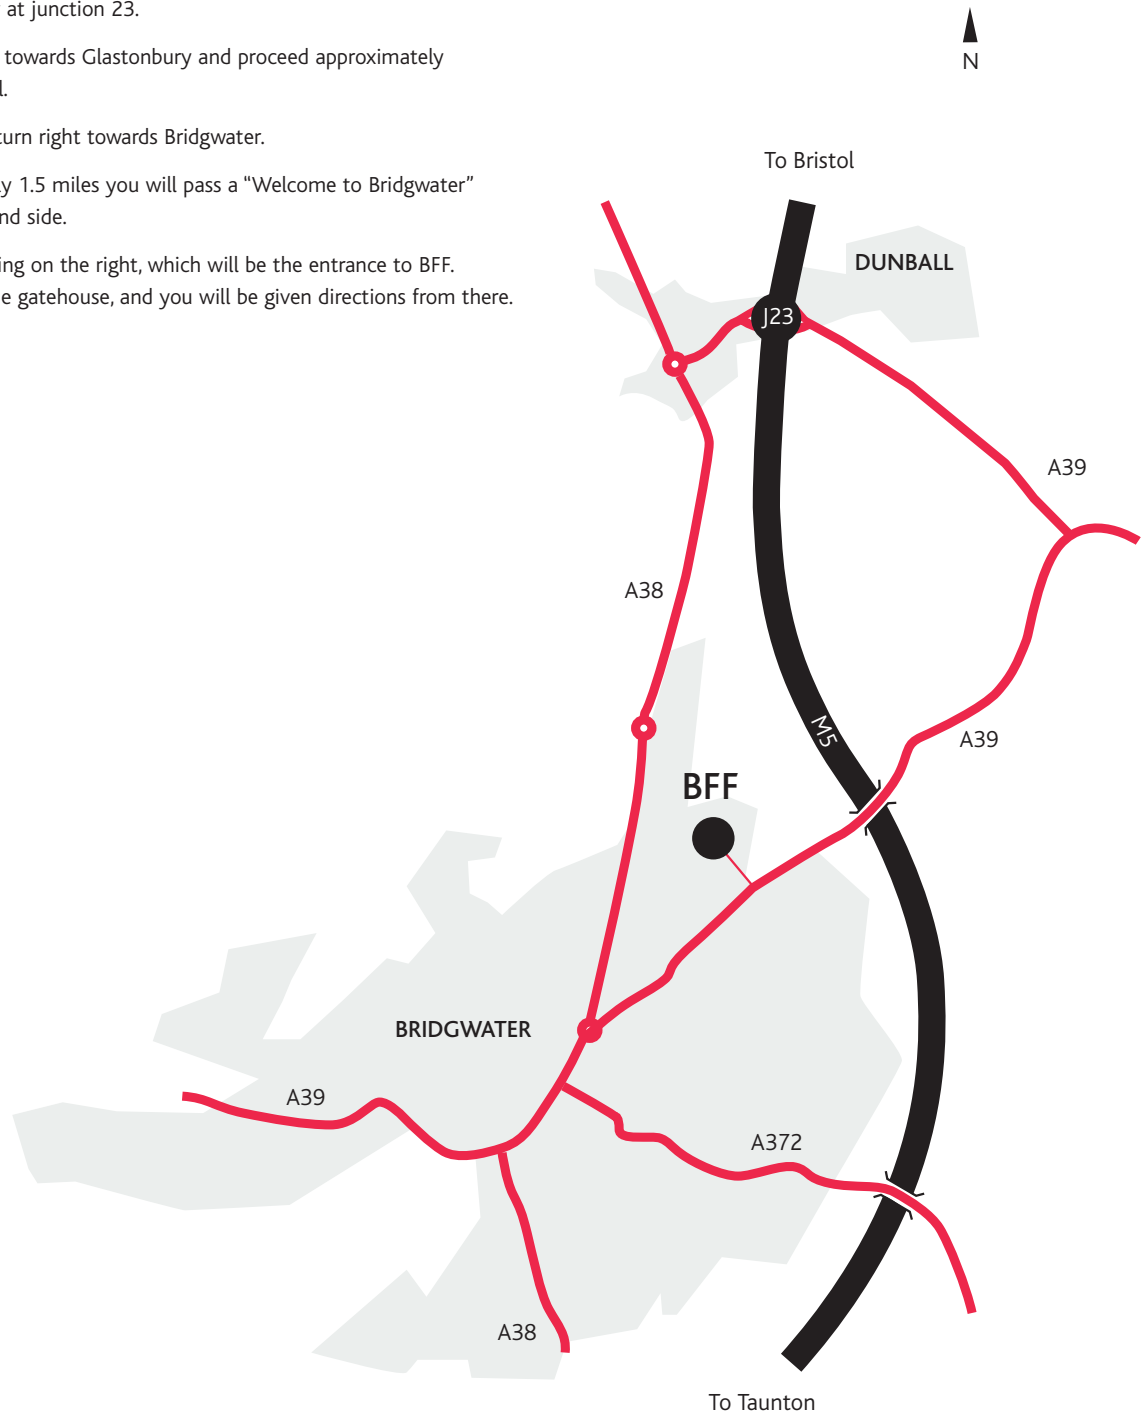 at junction 23.
towards Glastonbury and proceed approximately
l.
turn right towards Bridgwater.
ly 1.5 miles you will pass a “Welcome to Bridgwater”
nd side.
ing on the right, which will be the entrance to BFF.
e gatehouse, and you will be given directions from there.
N
To Bristol
DUNBALL
J23
A39
A38
M5
A39
BFF
BRIDGWATER
A39
A372
A38
To Taunton